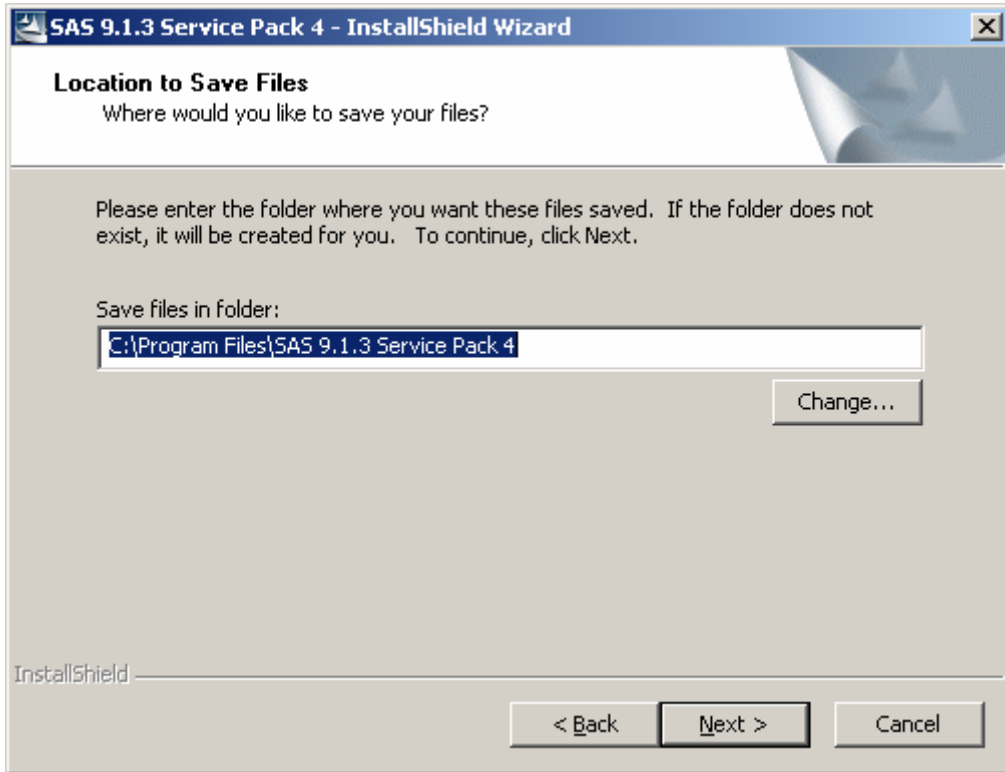 SAS 9.1.3 Service Pack 4 - InstallShield Wizard
Location to Save Files
Where would you like to save your files?
Please enter the folder where you want these files saved. If the folder does not
exist, it will be created for you. To continue, click Next.
Save files in folder:
C:\Program Files\SAS 9.1.3 Service Pack 4
Change...
InstallShield
< Back Next > Cancel